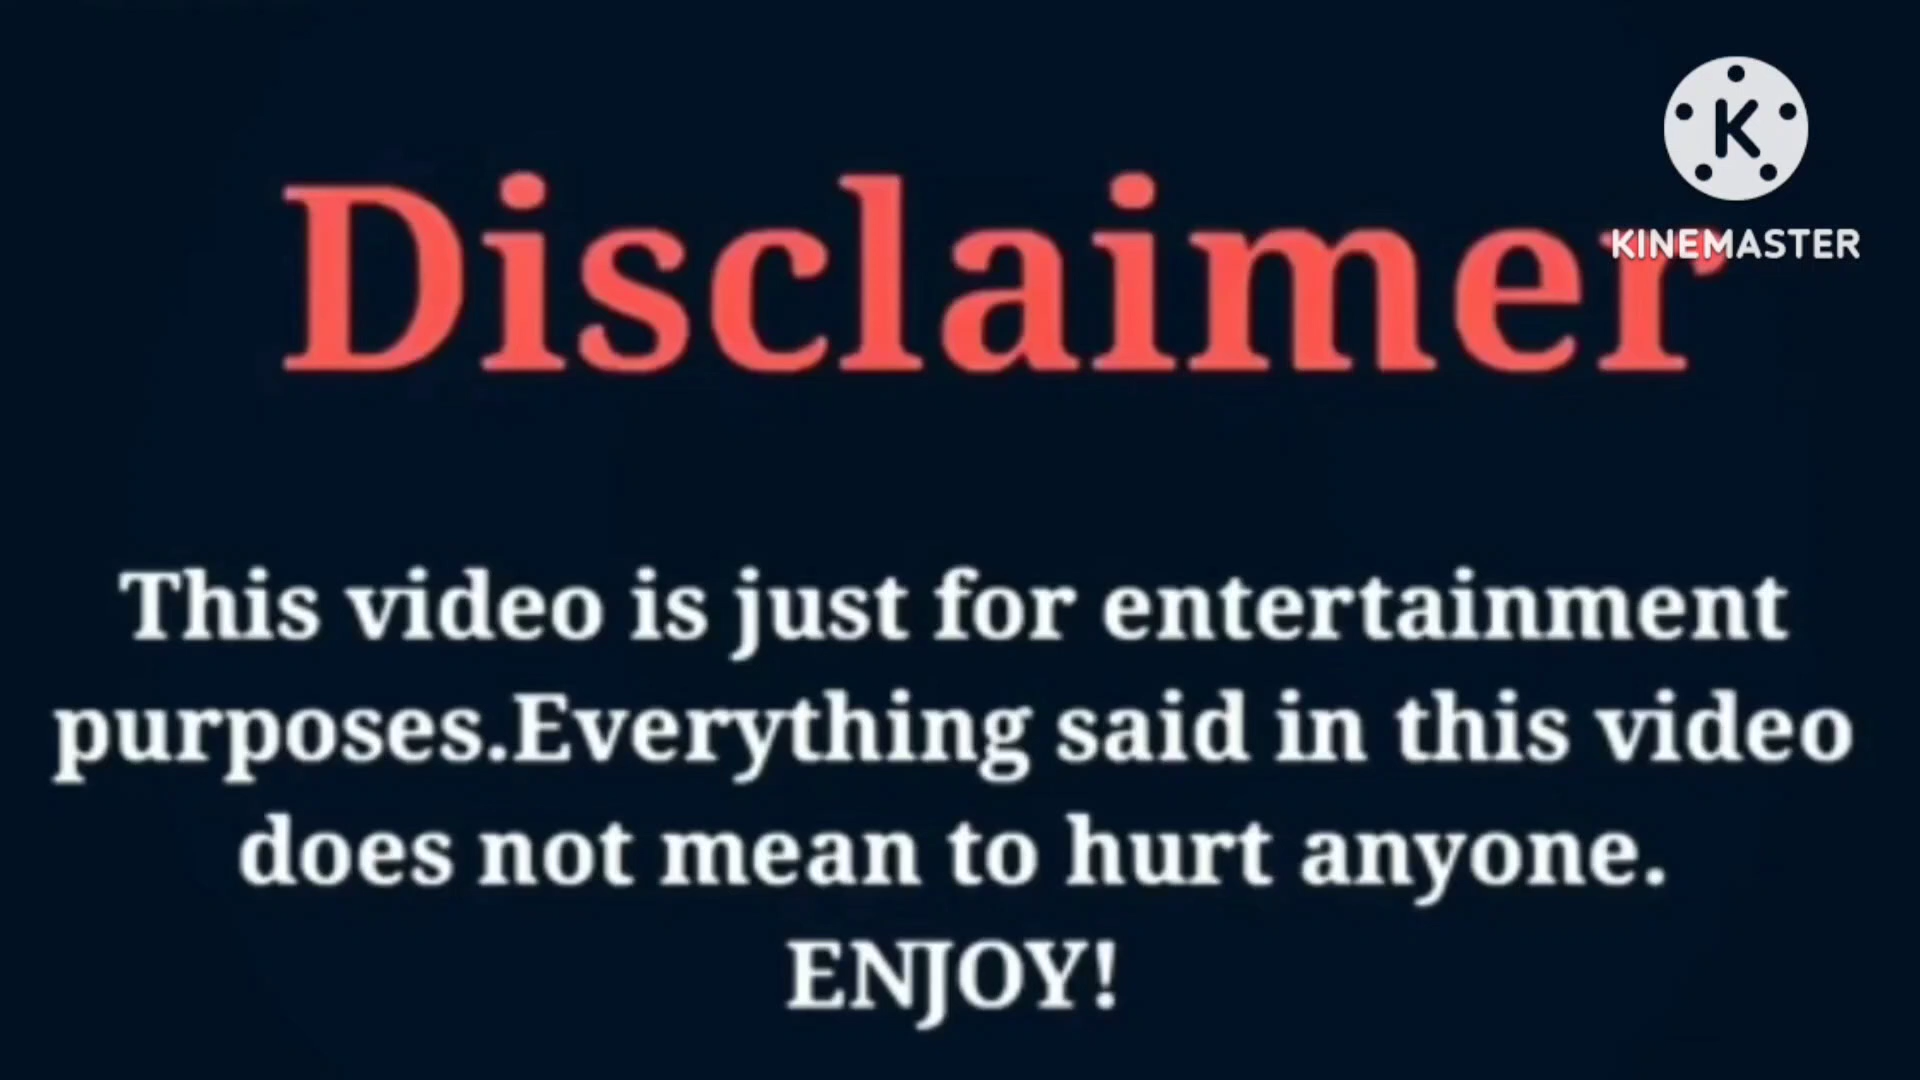 K
KINEMASTER
Disclaimer
This video is just for entertainment
purposes.Everything said in this video
does not mean to hurt anyone.
ENJOY!